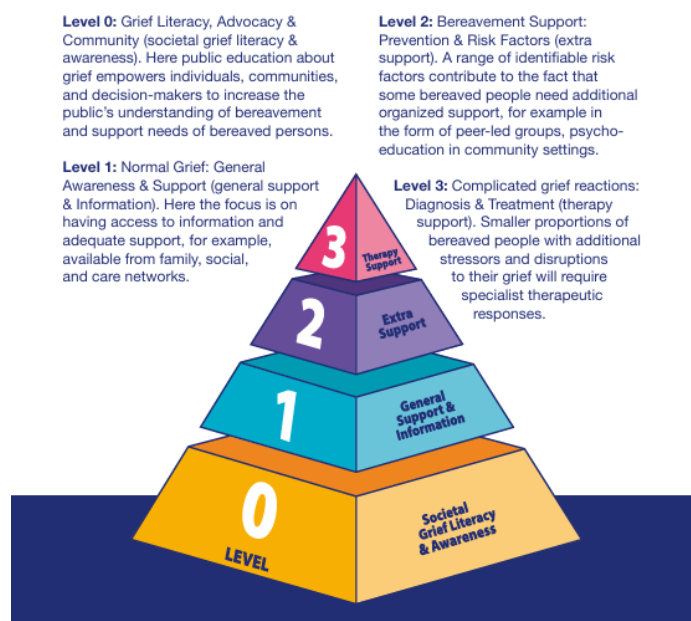 Level 0: Grief Literacy, Advocacy &
Community (societal grief literacy &
awareness). Here public education about
grief empowers individuals, communities,
and decision-makers to increase the
public's understanding of bereavement
and support needs of bereaved persons.
Level 1: Normal Grief: General
Awareness & Support (general support
& Information). Here the focus is on
having access to information and
adequate support, for example,
available from family, social,
and care networks.
Level 2: Bereavement Support:
Prevention & Risk Factors (extra
support). A range of identifiable risk
factors contribute to the fact that
some bereaved people need additional
organized support, for example in
the form of peer-led groups, psycho-
education in community settings.
Level 3: Complicated grief reactions:
Diagnosis & Treatment (therapy
support). Smaller proportions of
bereaved people with additional
stressors and disruptions
to their grief will require
specialist therapeutic
responses.
3
Therapy
Support
2
Extra
Support
1
General
Support &
Information
0
LEVEL
Societal
Grief Literacy
& Awareness